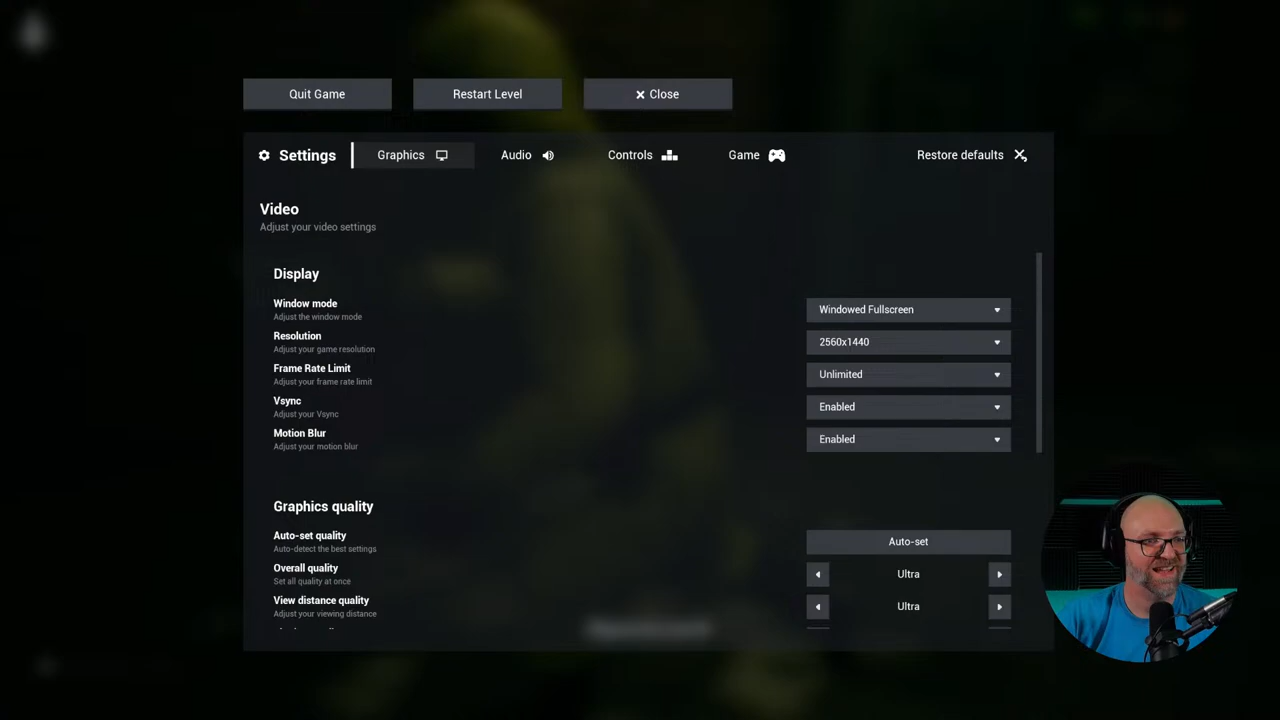 Quit Game
Restart Level
Close
Settings
Graphics
Audio
Controls
Game
Restore defaults
Video
Adjust your video settings
Display
Window mode
Windowed Fullscreen
Adjust the window mode
Resolution
2560x1440
Adjust your game resolution
Frame Rate Limit
Unlimited
Adjust your frame rate limit
Vsync
Enabled
Adjust your Vsync
Motion Blur
Enabled
Adjust your motion blur
Graphics quality
Auto-set quality
Auto-set
Auto-detect the best settings
Overall quality
Ultra
Set all quality at once
View distance quality
Ultra
Adjust your viewing distance